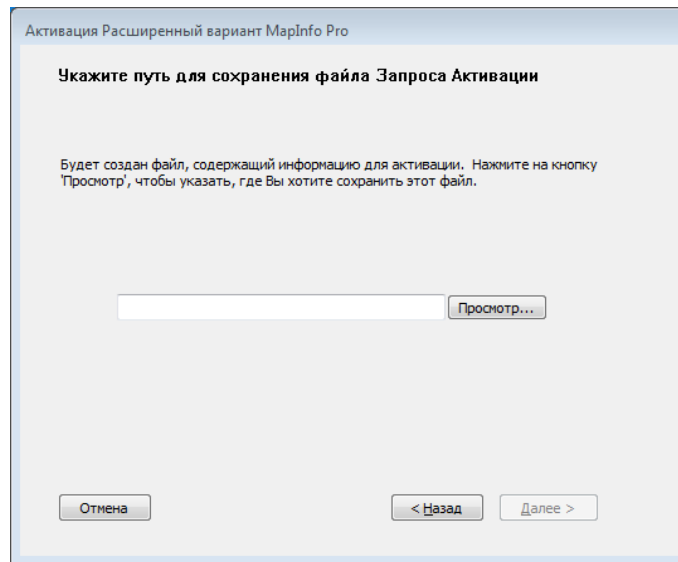 Активация Расширенный вариант MapInfo Pro
Укажите путь для сохранения файла Запроса Активации
Будет создан файл, содержащий информацию для активации. Нажмите на кнопку
'Просмотр', чтобы указать, где Вы хотите сохранить этот файл.
Просмотр...
Отмена
< Назад
Далее >